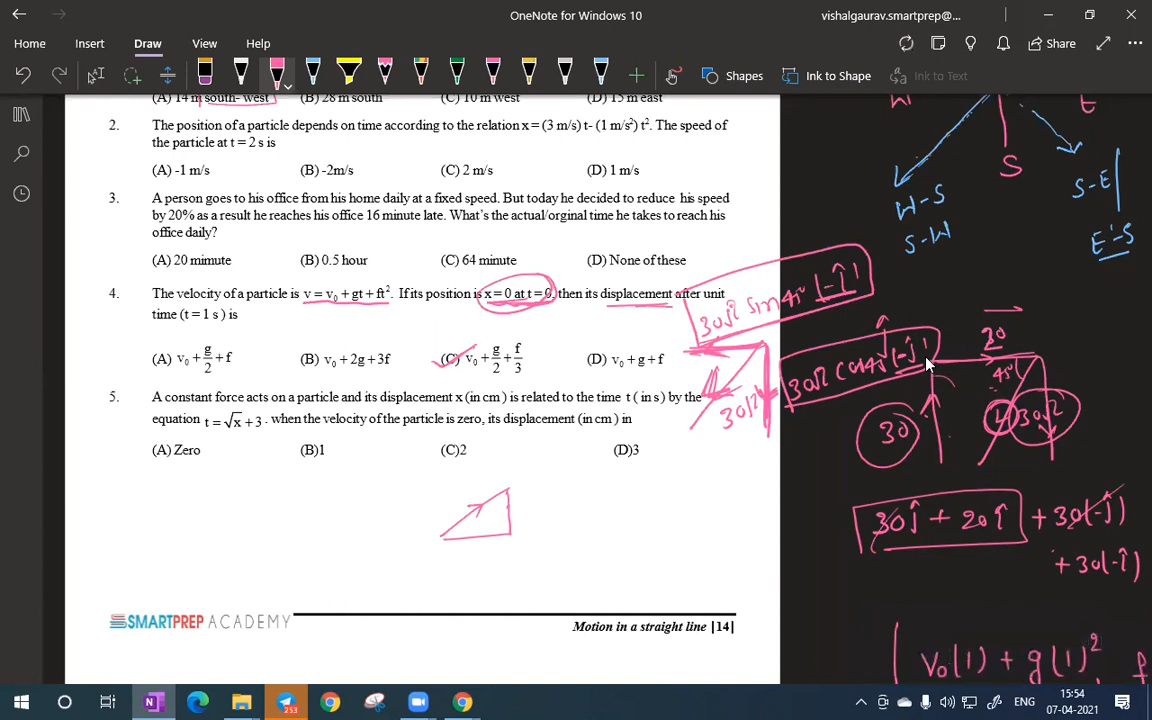 OneNote for Windows 10
vishalgaurav.smartprep@...
Home Insert Draw View Help
Share
Shapes Ink to Shape Ink to Text
(A) 14 m south- west (B) 28 m south (C) 10 m west (D) 15 m east
2. The position of a particle depends on time according to the relation x = (3 m/s) t- (1 m/s²) t². The speed of
the particle at t = 2 s is
(A) -1 m/s (B) -2m/s (C) 2 m/s (D) 1 m/s
3. A person goes to his office from his home daily at a fixed speed. But today he decided to reduce his speed
by 20% as a result he reaches his office 16 minute late. What's the actual/orginal time he takes to reach his
office daily?
(A) 20 mimute (B) 0.5 hour (C) 64 minute (D) None of these
4. The velocity of a particle is v = v₀ + gt + ft². If its position is x = 0 at t = 0, then its displacement after unit
time (t = 1 s) is
(A) v₀ + g/2 + f (B) v₀ + 2g + 3f (C) v₀ + g/2 + f/3 (D) v₀ + g + f
5. A constant force acts on a particle and its displacement x (in cm) is related to the time t ( in s) by the
equation t = √x + 3. when the velocity of the particle is zero, its displacement (in cm) in
(A) Zero (B)1 (C)2 (D)3
SMARTPREP ACADEMY
Motion in a straight line |14|
E
S
W-S
S-W
S-E
E-S
30√2 sin 45° (-î)
30√2 cos 45° (-ĵ)
30√2
20
45°
30
30√2
30ĵ + 20î + 30(-ĵ)
+ 30(-î)
v₀(1) + g(1)²
253
ENG
15:54
07-04-2021